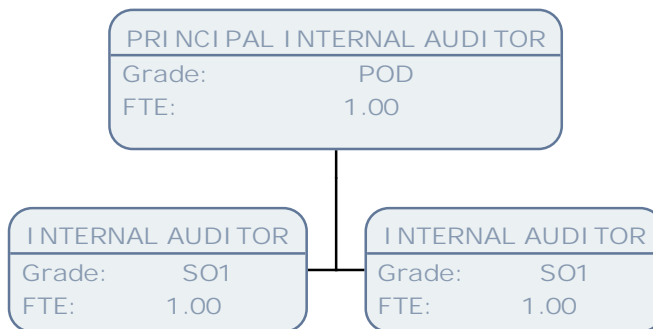 PRINCIPAL INTERNAL AUDITOR
Grade: POD
FTE: 1.00
INTERNAL AUDITOR
Grade: SO1
FTE: 1.00
INTERNAL AUDITOR
Grade: SO1
FTE: 1.00